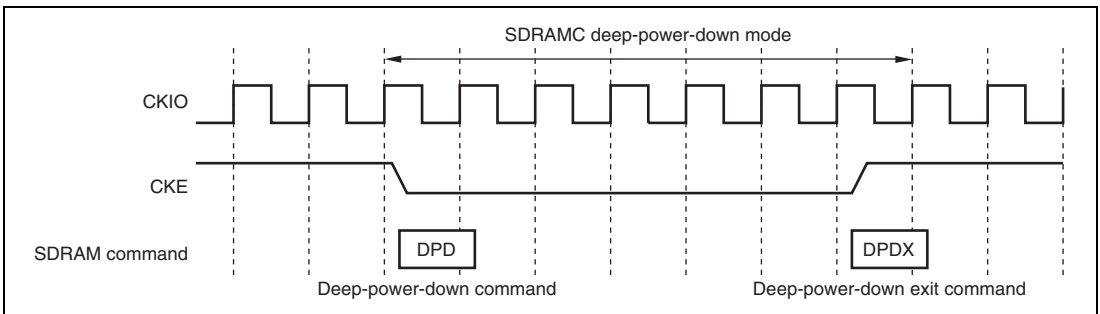 SDRAMC deep-power-down mode
CKIO
CKE
SDRAM command
DPD
DPDX
Deep-power-down command
Deep-power-down exit command